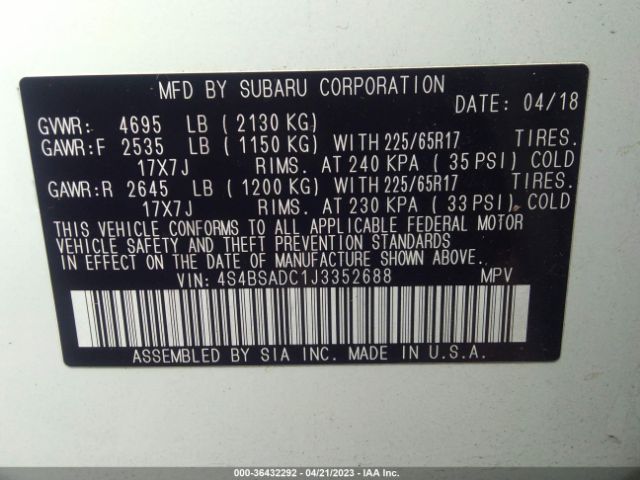 MFD BY SUBARU CORPORATION
DATE: 04/18
GVWR: 4695 LB ( 2130 KG)
GAWR:F 2535 LB ( 1150 KG) WITH 225/65R17 TIRES.
17X7J RIMS. AT 240 KPA ( 35 PSI) COLD
GAWR:R 2645 LB ( 1200 KG) WITH 225/65R17 TIRES.
17X7J RIMS. AT 230 KPA ( 33 PSI) COLD
THIS VEHICLE CONFORMS TO ALL APPLICABLE FEDERAL MOTOR
VEHICLE SAFETY AND THEFT PREVENTION STANDARDS IN EFFECT
ON THE DATE OF MANUFACTURE SHOWN ABOVE.
VIN: 4S4BSADC1J3352688 MPV
ASSEMBLED BY SIA INC. MADE IN U.S.A.
000-36432292 - 04/21/2023 - IAA Inc.